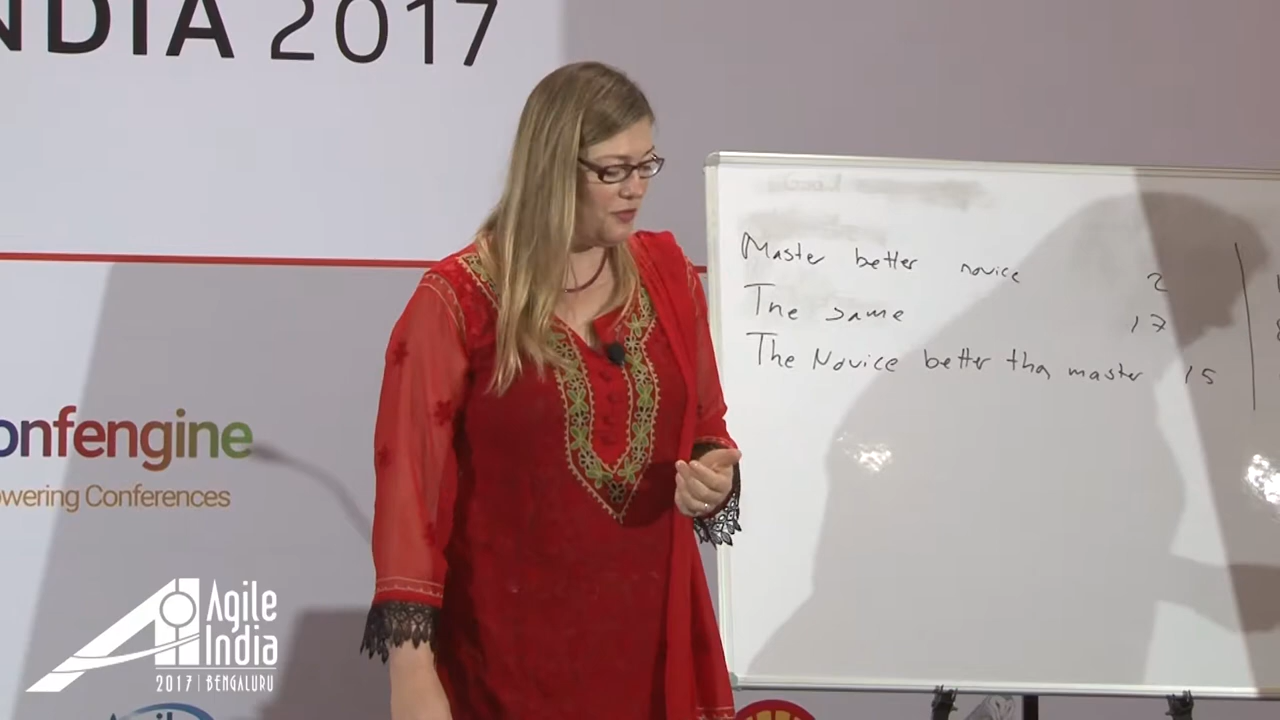 NDIA 2017
Master better novice 2
The same 17
The Novice better tha master 15
onfengine
owering Conferences
Agile
India
2017 | BENGALURU